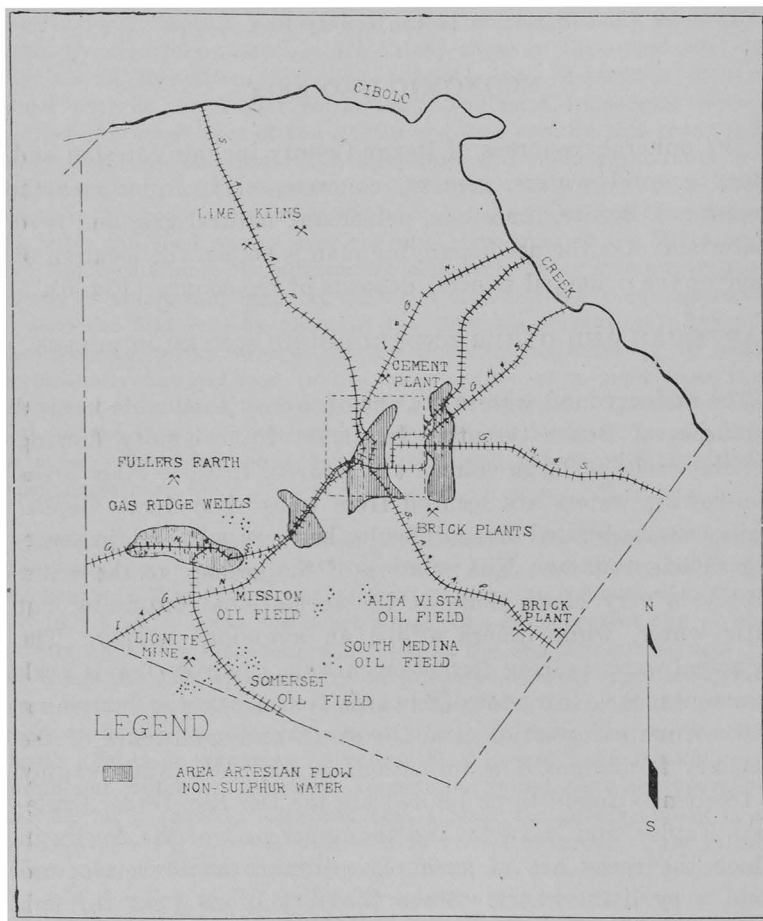 CIBOLO
LIME KILNS
CREEK
CEMENT
PLANT
FULLERS EARTH
GAS RIDGE WELLS
BRICK PLANTS
MISSION
OIL FIELD
ALTA VISTA
OIL FIELD
BRICK
PLANT
LIGNITE
MINE
SOUTH MEDINA
OIL FIELD
SOMERSET
OIL FIELD
N
LEGEND
AREA ARTESIAN FLOW
NON-SULPHUR WATER
S